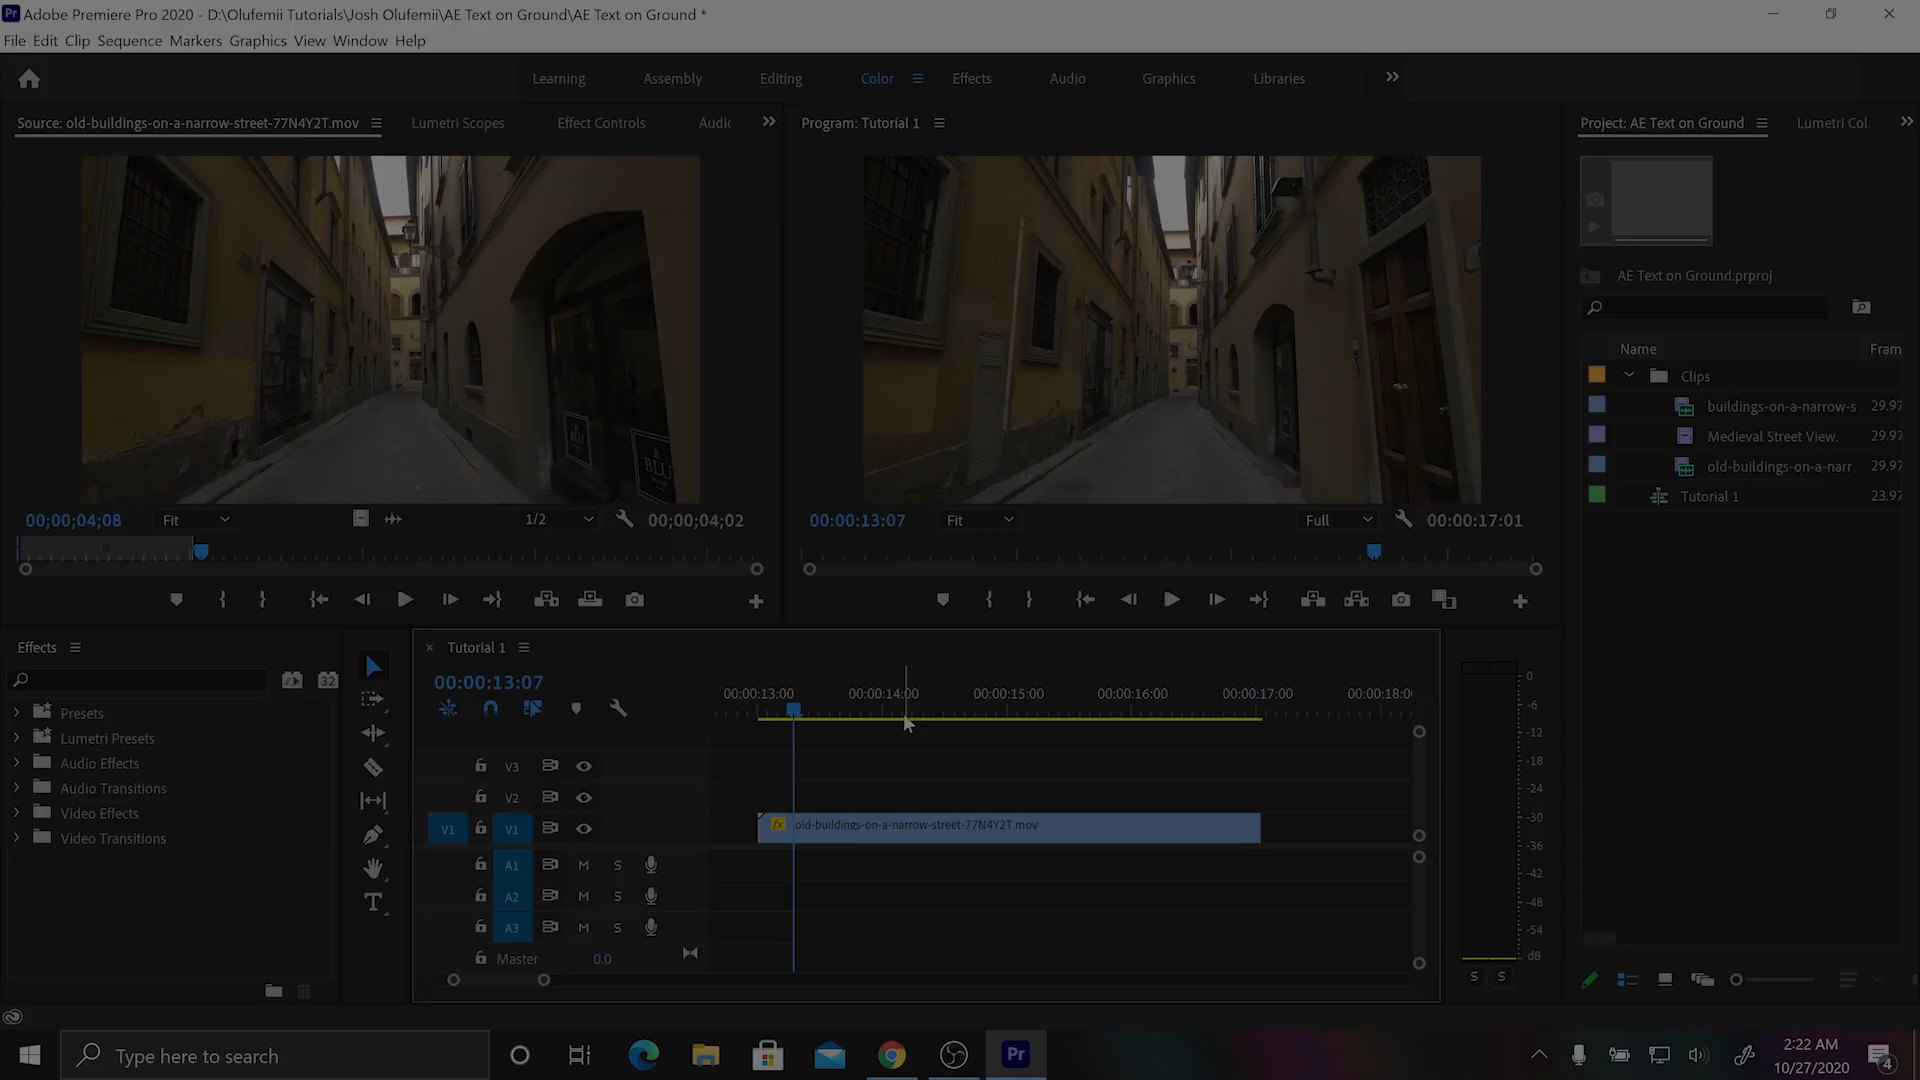 Pr Adobe Premiere Pro 2020 - D:\Olufemii Tutorials\Josh Olufemii\AE Text on Ground\AE Text on Ground *
File Edit Clip Sequence Markers Graphics View Window Help
Learning Assembly Editing Color Effects Audio Graphics Libraries
Source: old-buildings-on-a-narrow-street-77N4Y2T.mov Lumetri Scopes Effect Controls Audic
Program: Tutorial 1
Project: AE Text on Ground Lumetri Col
BLU
BLU
AE Text on Ground.prproj
Name Fram
Clips
buildings-on-a-narrow-s 29.97
Medieval Street View. 29.97
old-buildings-on-a-narr 29.97
Tutorial 1 23.97
00;00;04;08 Fit 1/2 00;00;04;02
00:00:13:07 Fit Full 00:00:17:01
Effects
32
Presets
Lumetri Presets
Audio Effects
Audio Transitions
Video Effects
Video Transitions
× Tutorial 1
00:00:13:07
00:00:13:00 00:00:14:00 00:00:15:00 00:00:16:00 00:00:17:00 00:00:18:0
V3
V2
V1 V1 fx old-buildings-on-a-narrow-street-77N4Y2T.mov
A1 M S
A2 M S
A3 M S
Master 0.0
0
-6
-12
-18
-24
-30
-36
-42
-48
-54
dB
S S
Type here to search
Pr
2:22 AM
10/27/2020
4